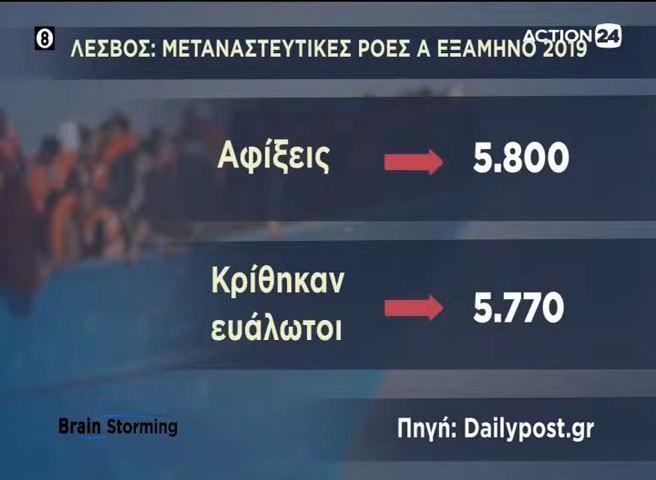 8
ACTION 24
ΛΕΣΒΟΣ: ΜΕΤΑΝΑΣΤΕΥΤΙΚΕΣ ΡΟΕΣ Α ΕΞΑΜΗΝΟ 2019
Αφίξεις 5.800
Κρίθηκαν
ευάλωτοι 5.770
Brain Storming
Πηγή: Dailypost.gr